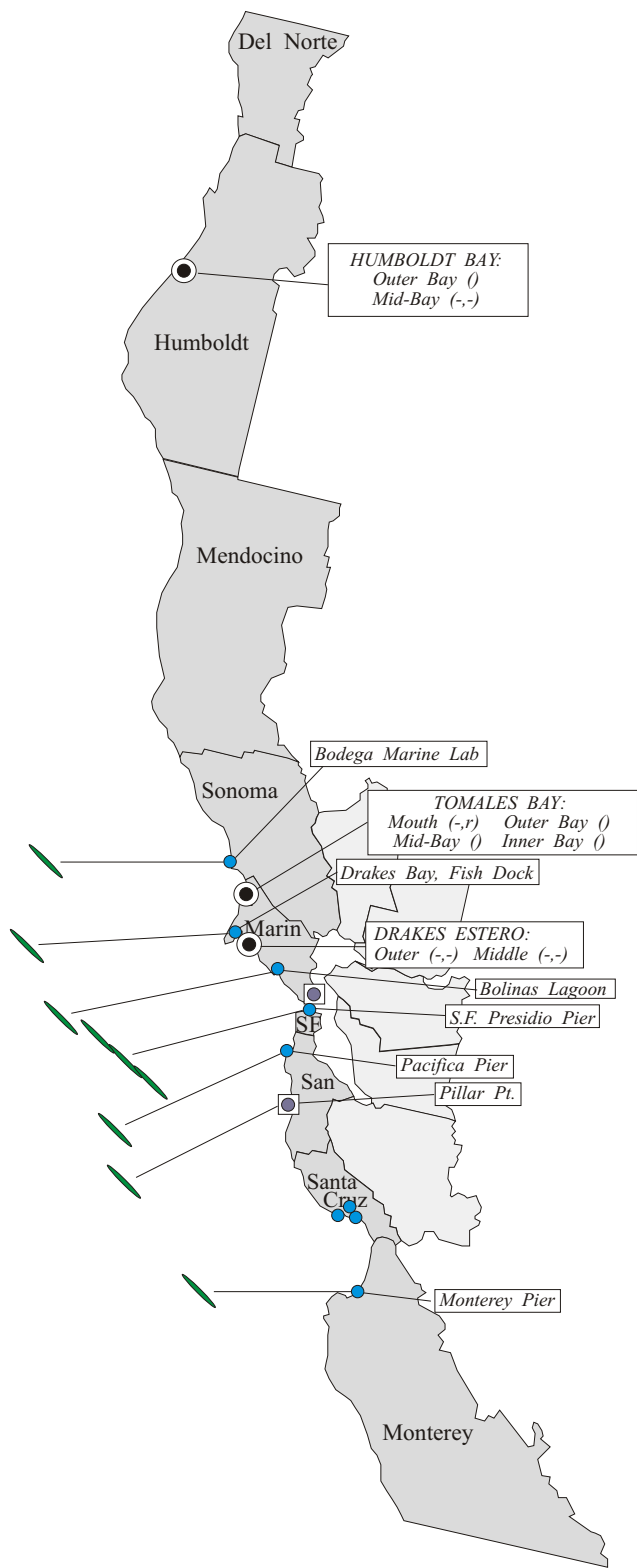 Del Norte
HUMBOLDT BAY:
Outer Bay ()
Mid-Bay (-,-)
Humboldt
Mendocino
Bodega Marine Lab
Sonoma
TOMALES BAY:
Mouth (-,r) Outer Bay ()
Mid-Bay () Inner Bay ()
Drakes Bay, Fish Dock
Marin
DRAKES ESTERO:
Outer (-,-) Middle (-,-)
Bolinas Lagoon
S.F. Presidio Pier
SF
Pacifica Pier
San
Pillar Pt.
Santa
Cruz
Monterey Pier
Monterey